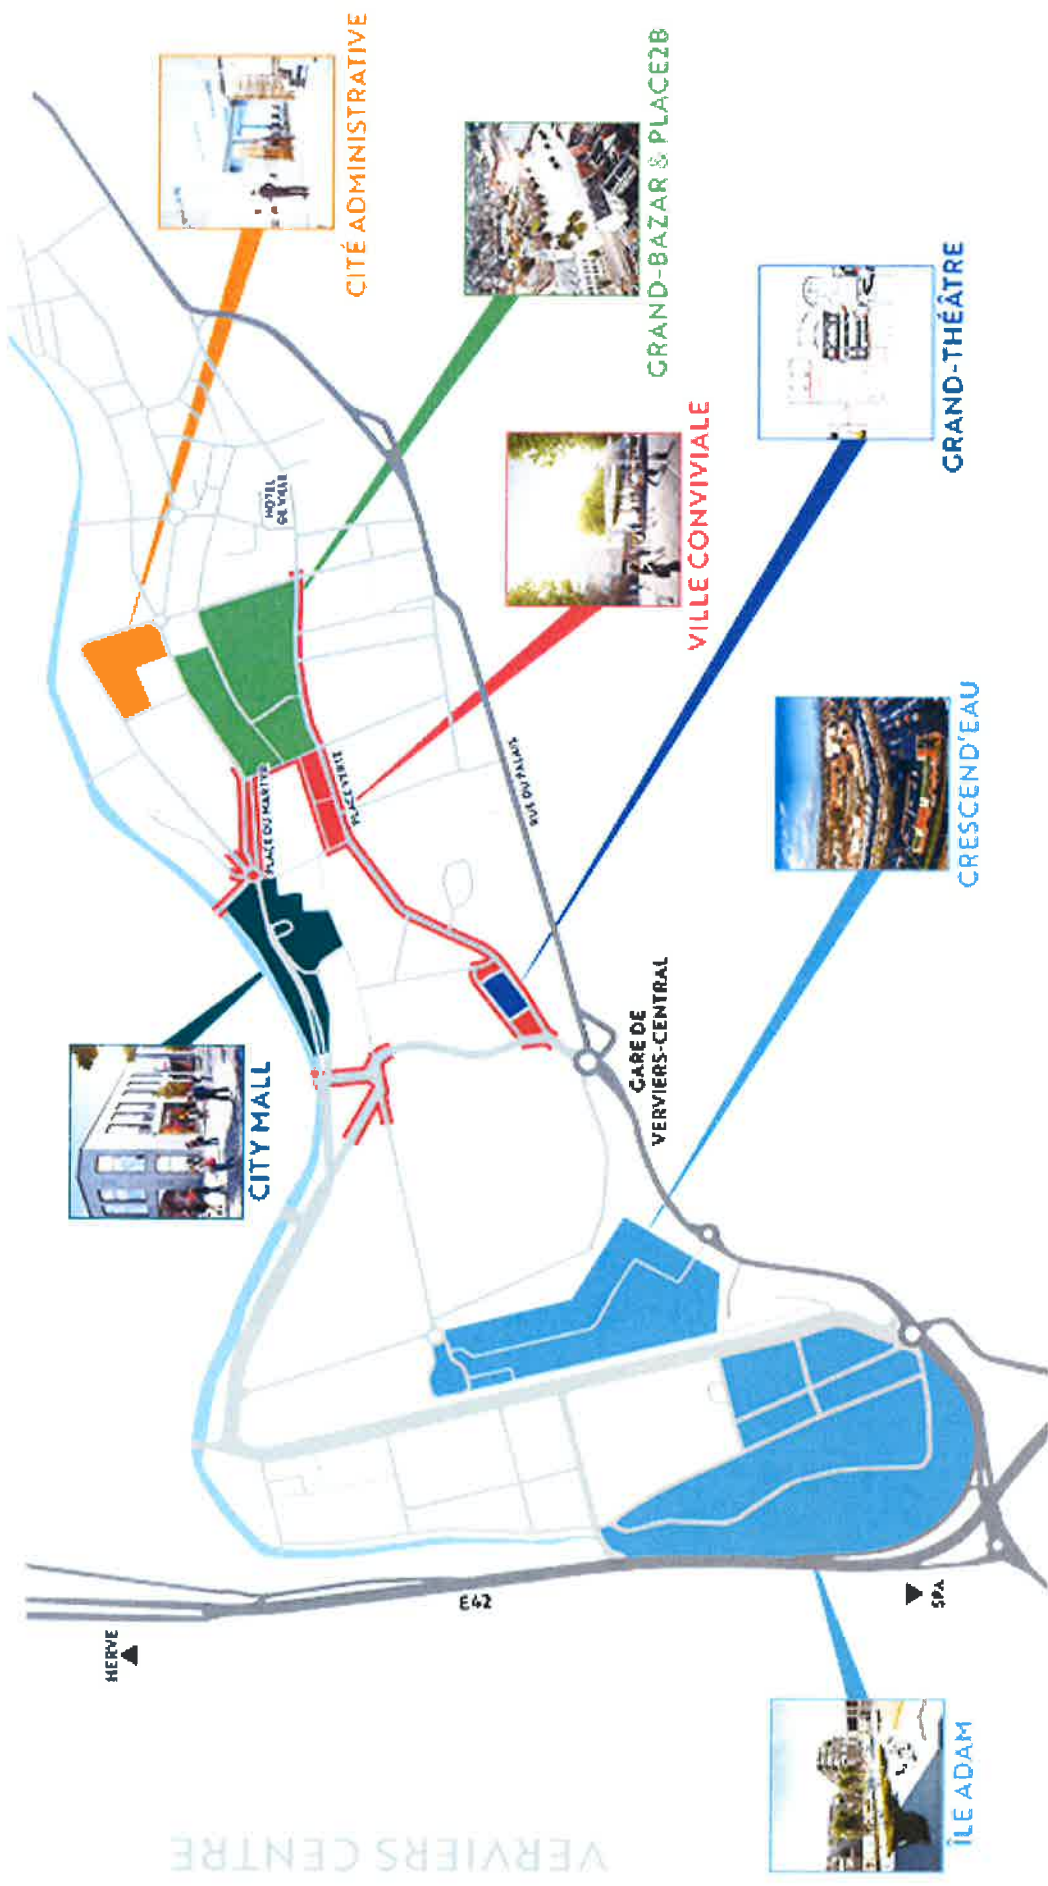 CITÉ ADMINISTRATIVE
GRAND-BAZAR & PLACE2B
GRAND-THÉÂTRE
VILLE CONVIVIALE
CRESCEND'EAU
HOTEL
DE VILLE
PLACE DU MARTYR
PLACE VERTE
RUE DU PALAIS
GARE DE
VERVIERS-CENTRAL
CITY MALL
HERVE
E42
SPA
ÎLE ADAM
VERVIERS CENTRE